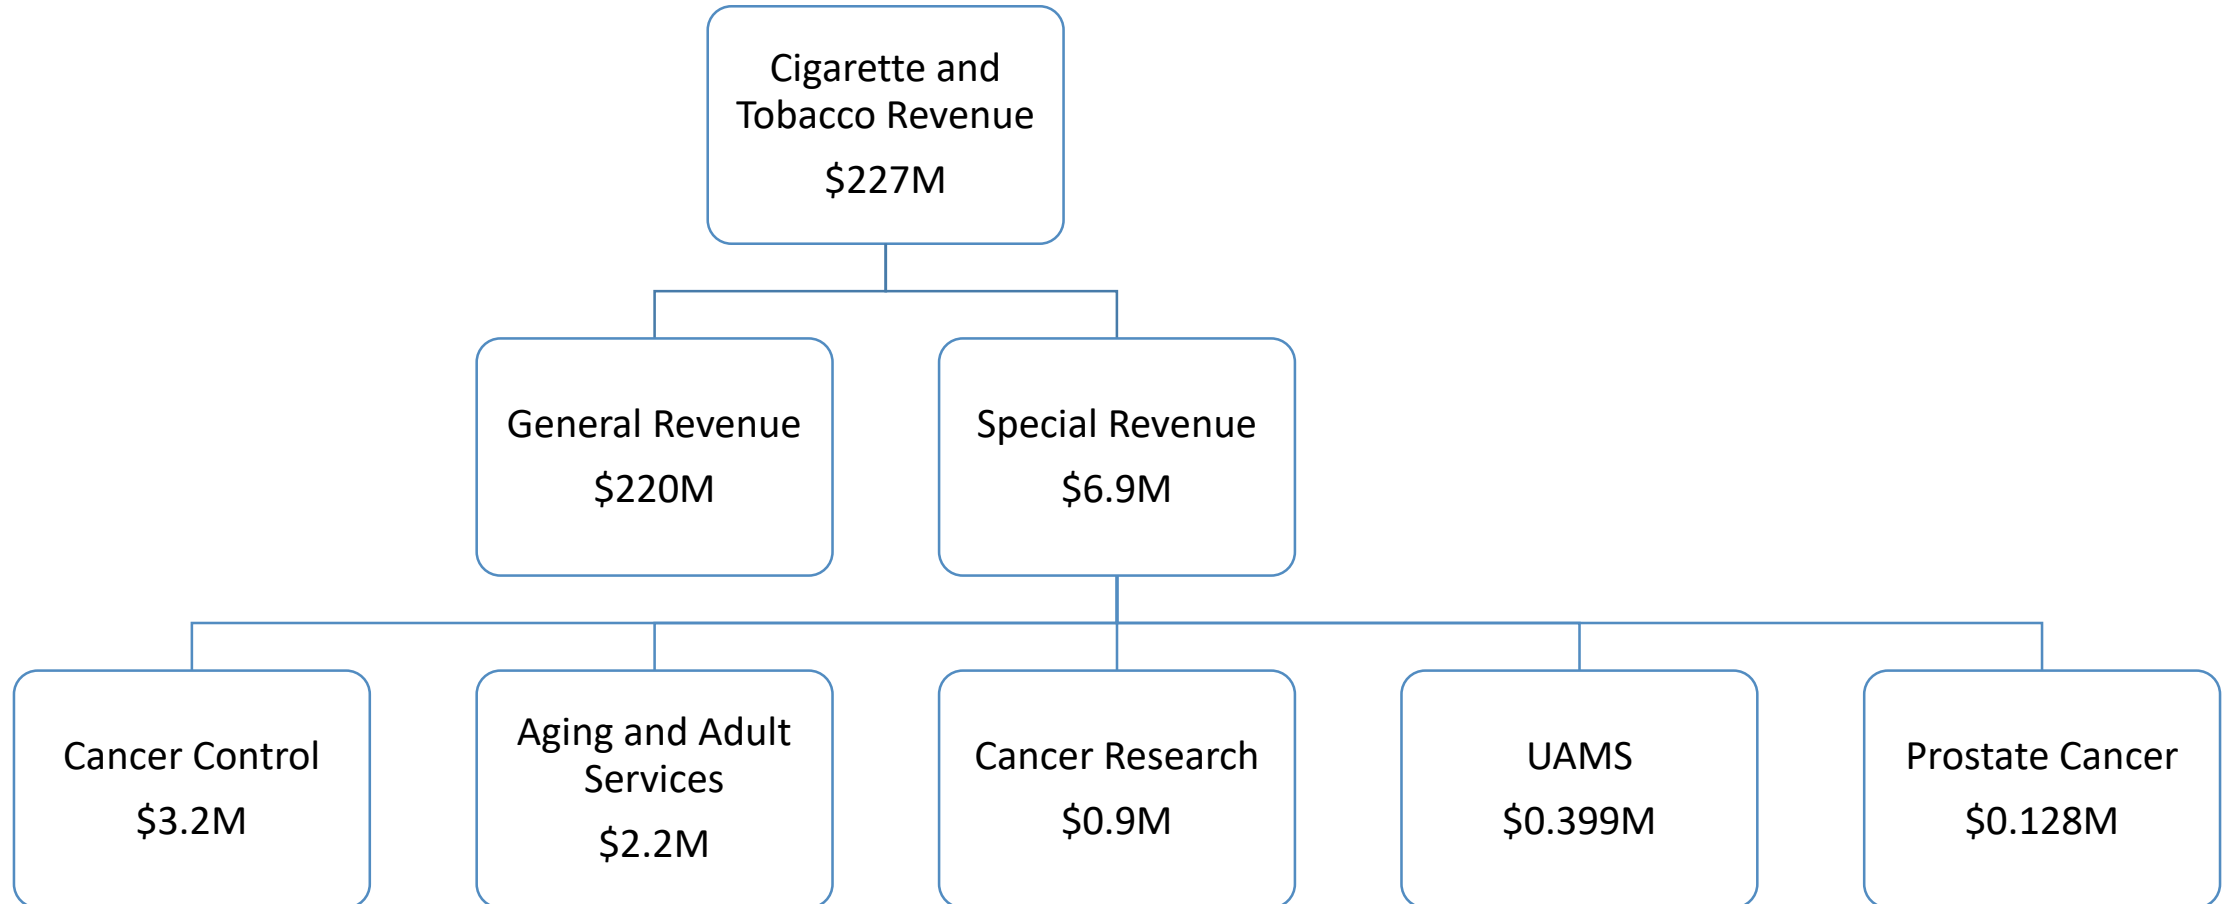 Cigarette and
Tobacco Revenue
$227M
General Revenue
$220M
Special Revenue
$6.9M
Cancer Control
$3.2M
Aging and Adult
Services
$2.2M
Cancer Research
$0.9M
UAMS
$0.399M
Prostate Cancer
$0.128M